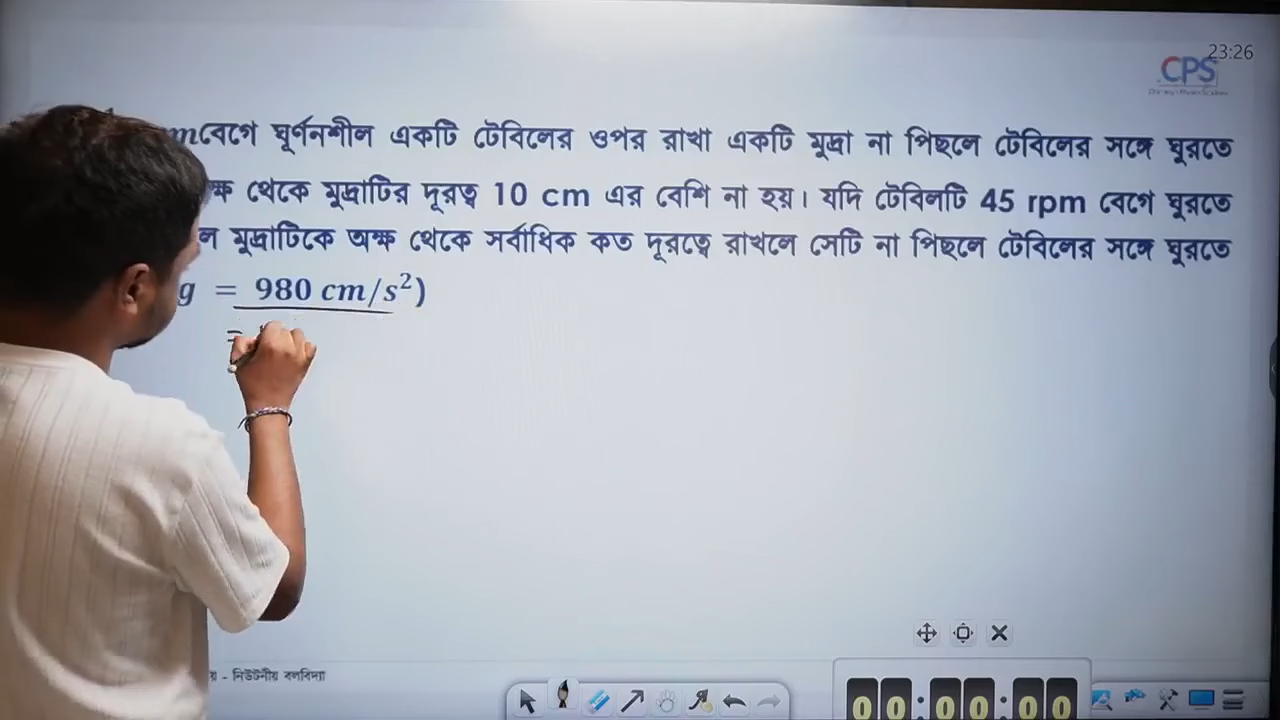 23:26
CPS
m বেগে ঘূর্ণনশীল একটি টেবিলের ওপর রাখা একটি মুদ্রা না পিছলে টেবিলের সঙ্গে ঘুরতে
থেকে মুদ্রাটির দূরত্ব 10 cm এর বেশি না হয়। যদি টেবিলটি 45 rpm বেগে ঘুরতে
মুদ্রাটিকে অক্ষ থেকে সর্বাধিক কত দূরত্বে রাখলে সেটি না পিছলে টেবিলের সঙ্গে ঘুরতে
g = 980 cm/s²)
- নিউটনীয় বলবিদ্যা
00:00:00